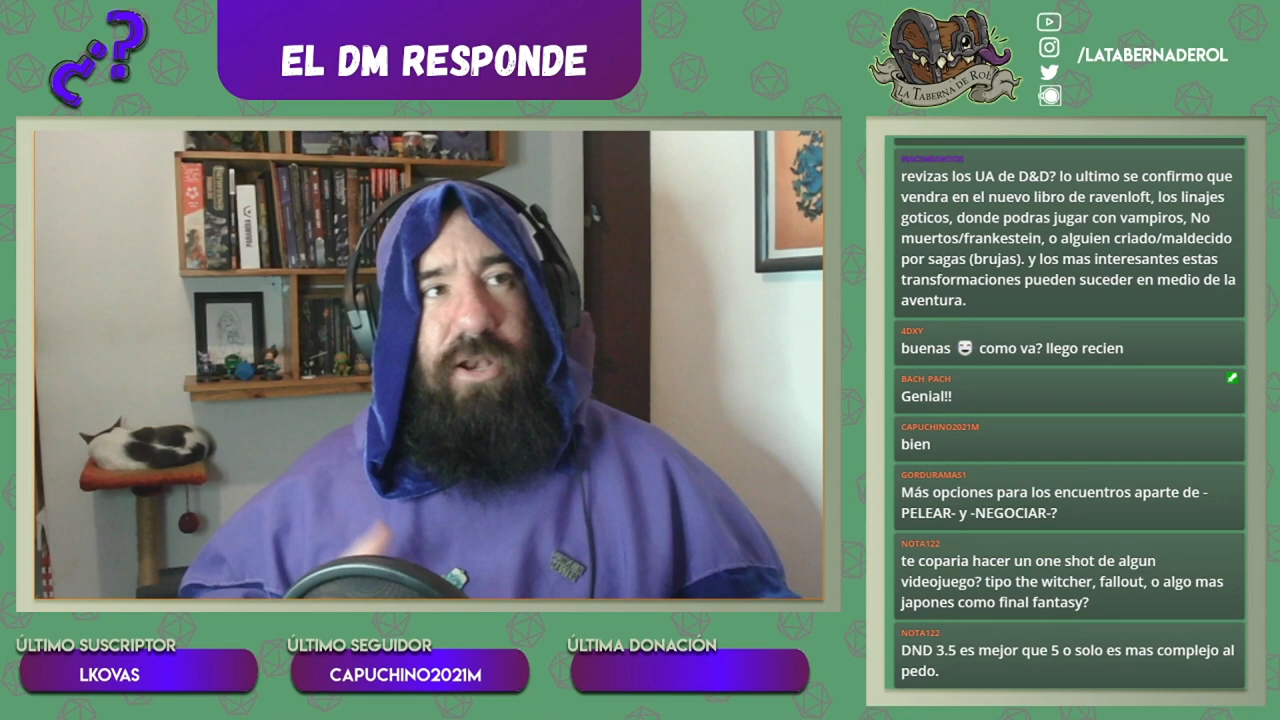 EL DM RESPONDE
LA TABERNA DE ROL
/LATABERNADEROL
revizas los UA de D&D? lo ultimo se confirmo que
vendra en el nuevo libro de ravenloft, los linajes
goticos, donde podras jugar con vampiros, No
muertos/frankestein, o alguien criado/maldecido
por sagas (brujas). y los mas interesantes estas
transformaciones pueden suceder en medio de la
aventura.
4DXY
buenas como va? llego recien
BACH PACH
Genial!!
CAPUCHINO2021M
bien
GORDURAMAS1
Más opciones para los encuentros aparte de -
PELEAR- y -NEGOCIAR-?
NOTA122
te coparia hacer un one shot de algun
videojuego? tipo the witcher, fallout, o algo mas
japones como final fantasy?
NOTA122
DND 3.5 es mejor que 5 o solo es mas complejo al
pedo.
ÚLTIMO SUSCRIPTOR
LKOVAS
ÚLTIMO SEGUIDOR
CAPUCHINO2021M
ÚLTIMA DONACIÓN